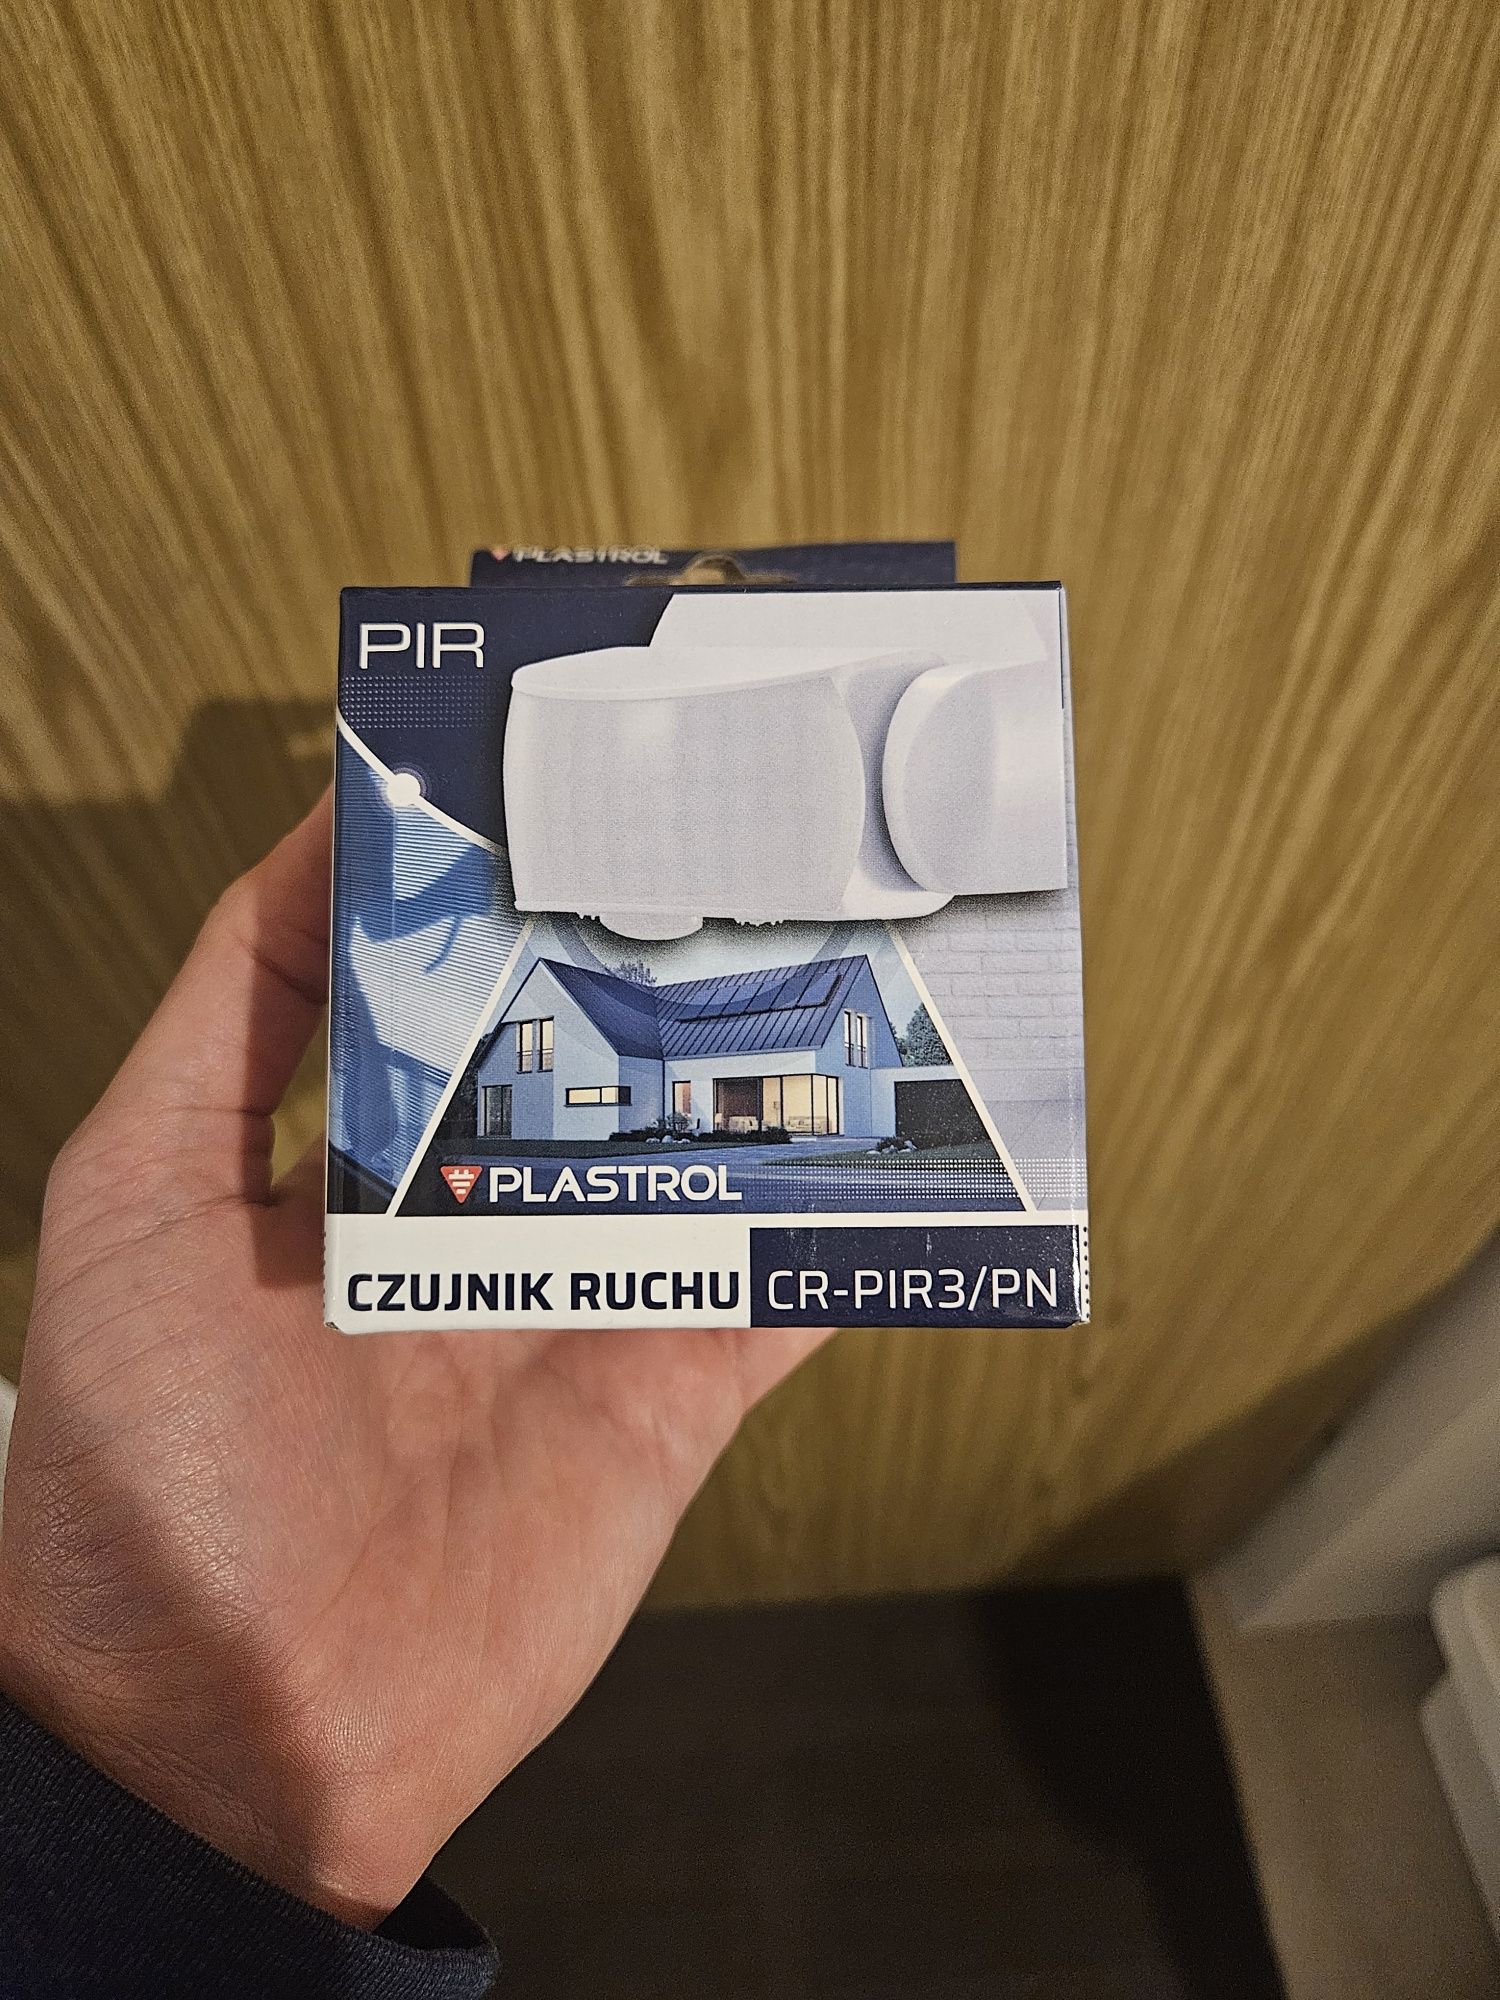 PLASTROL
PIR
PLASTROL
CZUJNIK RUCHU CR-PIR3/PN